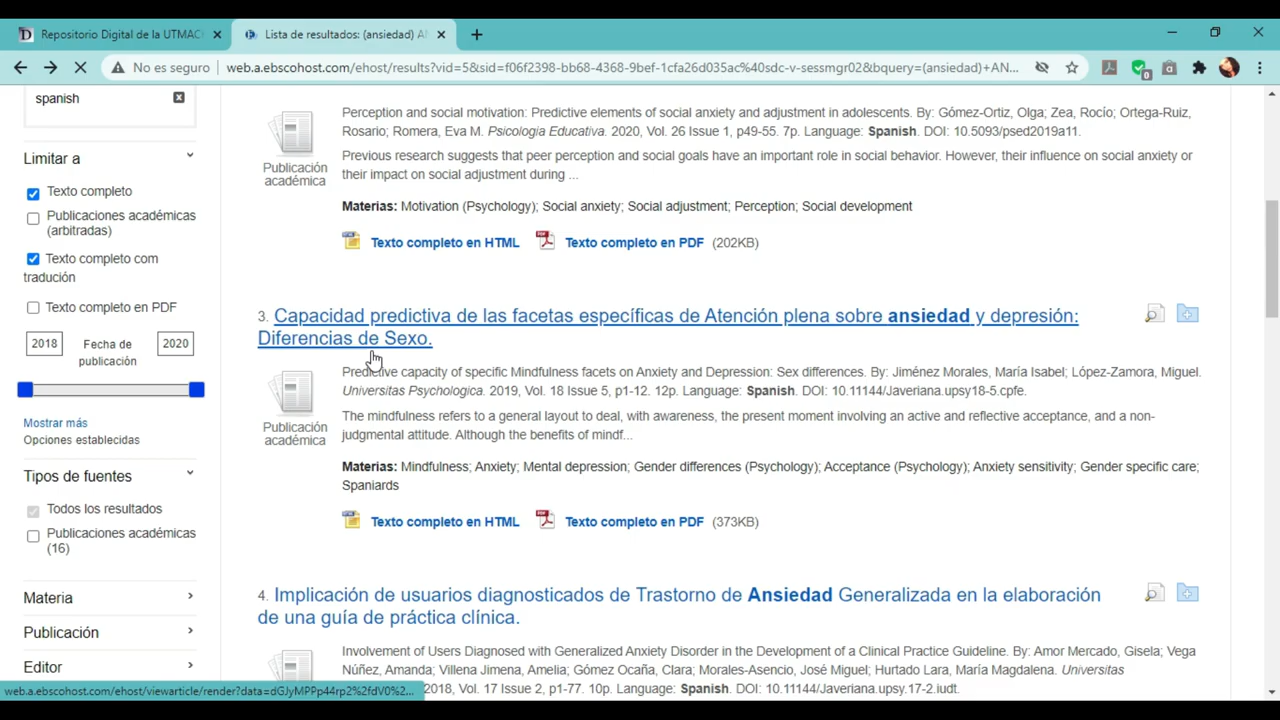 Repositorio Digital de la UTMAC
Lista de resultados: (ansiedad) AN
No es seguro
web.a.ebscohost.com/ehost/results?vid=5&sid=f06f2398-bb68-4368-9bef-1cfa26d035ac%40sdc-v-sessmgr02&bquery=(ansiedad)+AN...
0
spanish
Limitar a
Texto completo
Publicaciones académicas
(arbitradas)
Texto completo com
tradução
Texto completo en PDF
2018
Fecha de
publicación
2020
Mostrar más
Opciones establecidas
Tipos de fuentes
Todos los resultados
Publicaciones académicas
(16)
Materia
Publicación
Editor
Publicación
académica
Perception and social motivation: Predictive elements of social anxiety and adjustment in adolescents. By: Gómez-Ortiz, Olga; Zea, Rocío; Ortega-Ruiz,
Rosario; Romera, Eva M. Psicologia Educativa. 2020, Vol. 26 Issue 1, p49-55. 7p. Language: Spanish. DOI: 10.5093/psed2019a11.
Previous research suggests that peer perception and social goals have an important role in social behavior. However, their influence on social anxiety or
their impact on social adjustment during ...
Materias: Motivation (Psychology); Social anxiety; Social adjustment; Perception; Social development
Texto completo en HTML
Texto completo en PDF (202KB)
3. Capacidad predictiva de las facetas específicas de Atención plena sobre ansiedad y depresión:
Diferencias de Sexo.
Publicación
académica
Predictive capacity of specific Mindfulness facets on Anxiety and Depression: Sex differences. By: Jiménez Morales, María Isabel; López-Zamora, Miguel.
Universitas Psychologica. 2019, Vol. 18 Issue 5, p1-12. 12p. Language: Spanish. DOI: 10.11144/Javeriana.upsy18-5.cpfe.
The mindfulness refers to a general layout to deal, with awareness, the present moment involving an active and reflective acceptance, and a non-
judgmental attitude. Although the benefits of mindf...
Materias: Mindfulness; Anxiety; Mental depression; Gender differences (Psychology); Acceptance (Psychology); Anxiety sensitivity; Gender specific care;
Spaniards
Texto completo en HTML
Texto completo en PDF (373KB)
4. Implicación de usuarios diagnosticados de Trastorno de Ansiedad Generalizada en la elaboración
de una guía de práctica clínica.
Involvement of Users Diagnosed with Generalized Anxiety Disorder in the Development of a Clinical Practice Guideline. By: Amor Mercado, Gisela; Vega
Núñez, Amanda; Villena Jimena, Amelia; Gómez Ocaña, Clara; Morales-Asencio, José Miguel; Hurtado Lara, María Magdalena. Universitas
2018, Vol. 17 Issue 2, p1-77. 10p. Language: Spanish. DOI: 10.11144/Javeriana.upsy.17-2.iudt.
web.a.ebscohost.com/ehost/viewarticle/render?data=dGJyMPPp44rp2%2fdV0%2...